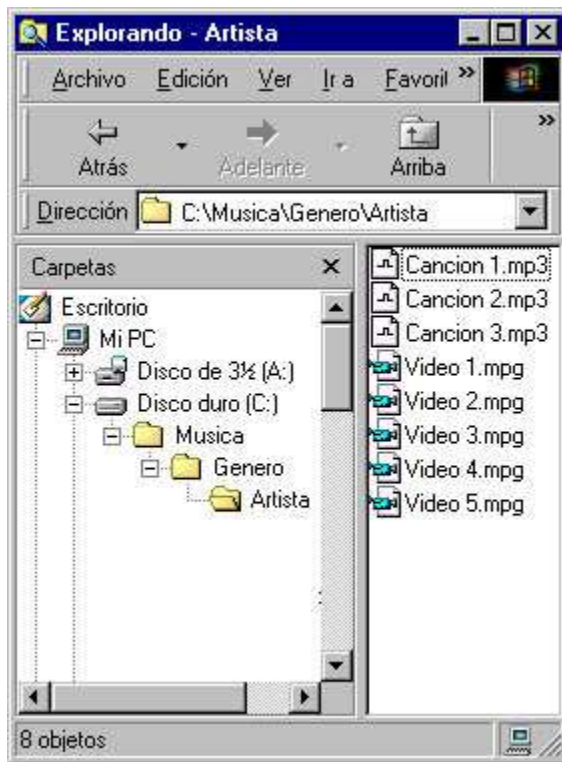 Explorando - Artista
Archivo Edición Ver Ir a Favorit »
Atrás Adelante Arriba »
Dirección C:\Musica\Genero\Artista
Carpetas
Escritorio
Mi PC
Disco de 3½ (A:)
Disco duro (C:)
Musica
Genero
Artista
Cancion 1.mp3
Cancion 2.mp3
Cancion 3.mp3
Video 1.mpg
Video 2.mpg
Video 3.mpg
Video 4.mpg
Video 5.mpg
8 objetos